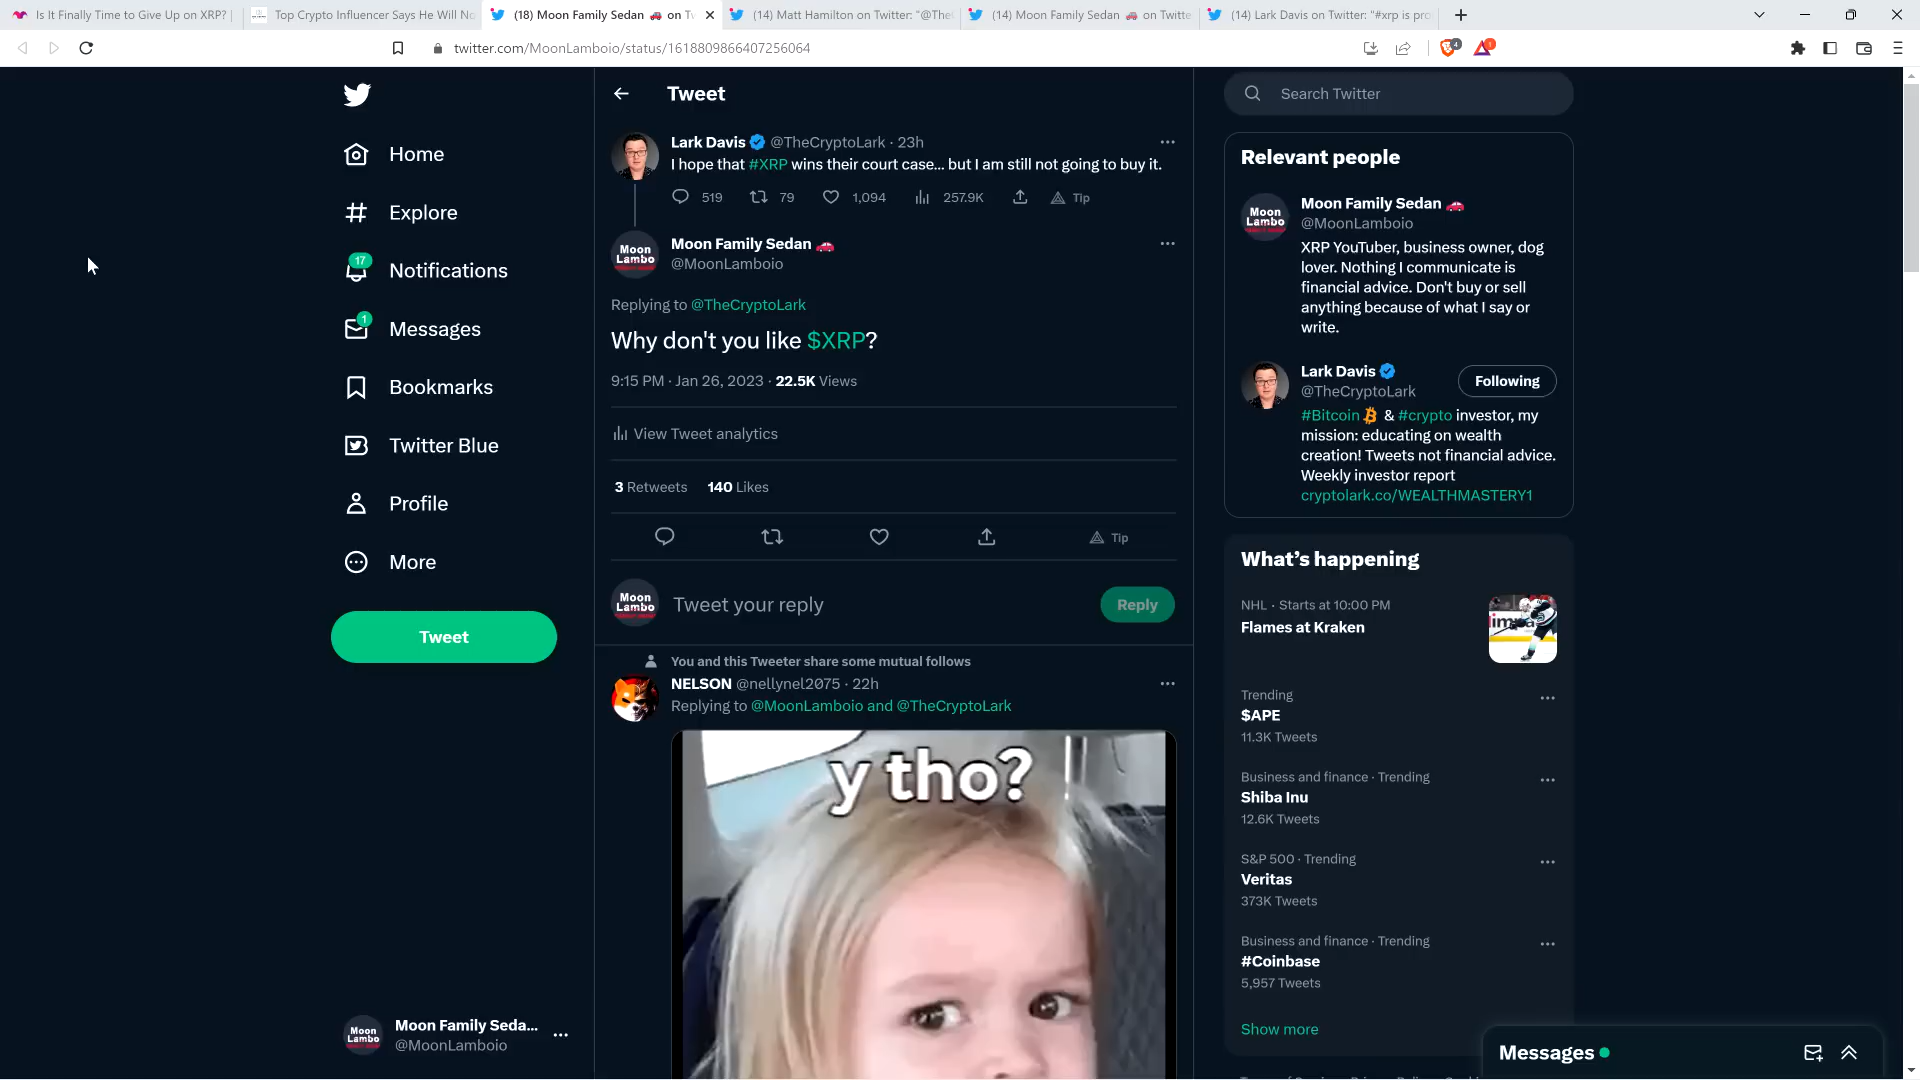 Is It Finally Time to Give Up on XRP?
Top Crypto Influencer Says He Will No
(18) Moon Family Sedan 🚗 on Tw
(14) Matt Hamilton on Twitter: "@The
(14) Moon Family Sedan 🚗 on Twitte
(14) Lark Davis on Twitter: "#xrp is pro
twitter.com/MoonLamboio/status/1618809866407256064
4
1
Home
Explore
17
Notifications
1
Messages
Bookmarks
Twitter Blue
Profile
More
Tweet
Moon
Lambo
Moon Family Seda...
@MoonLamboio
Tweet
Lark Davis @TheCryptoLark · 23h
I hope that #XRP wins their court case... but I am still not going to buy it.
519 79 1,094 257.9K Tip
Moon
Lambo
Moon Family Sedan 🚗
@MoonLamboio
Replying to @TheCryptoLark
Why don't you like $XRP?
9:15 PM · Jan 26, 2023 · 22.5K Views
View Tweet analytics
3 Retweets 140 Likes
Tip
Moon
Lambo
Tweet your reply
Reply
You and this Tweeter share some mutual follows
NELSON @nellynel2075 · 22h
Replying to @MoonLamboio and @TheCryptoLark
y tho?
Search Twitter
Relevant people
Moon
Lambo
Moon Family Sedan 🚗
@MoonLamboio
XRP YouTuber, business owner, dog
lover. Nothing I communicate is
financial advice. Don't buy or sell
anything because of what I say or
write.
Lark Davis
@TheCryptoLark
Following
#Bitcoin & #crypto investor, my
mission: educating on wealth
creation! Tweets not financial advice.
Weekly investor report
cryptolark.co/WEALTHMASTERY1
What's happening
NHL · Starts at 10:00 PM
Flames at Kraken
Trending
$APE
11.3K Tweets
Business and finance · Trending
Shiba Inu
12.6K Tweets
S&P 500 · Trending
Veritas
373K Tweets
Business and finance · Trending
#Coinbase
5,957 Tweets
Show more
Messages